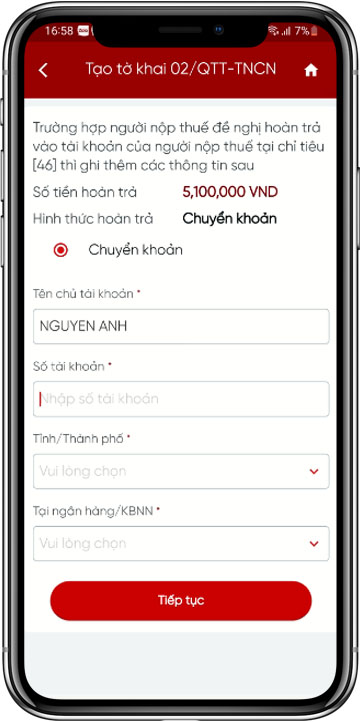 16:58
7%
Tạo tờ khai 02/QTT-TNCN
Trường hợp người nộp thuế đề nghị hoàn trả
vào tài khoản của người nộp thuế tại chỉ tiêu
[46] thì ghi thêm các thông tin sau
Số tiền hoàn trả 5,100,000 VND
Hình thức hoàn trả Chuyển khoản
Chuyển khoản
Tên chủ tài khoản *
NGUYEN ANH
Số tài khoản *
Nhập số tài khoản
Tỉnh/Thành phố *
Vui lòng chọn
Tại ngân hàng/KBNN *
Vui lòng chọn
Tiếp tục